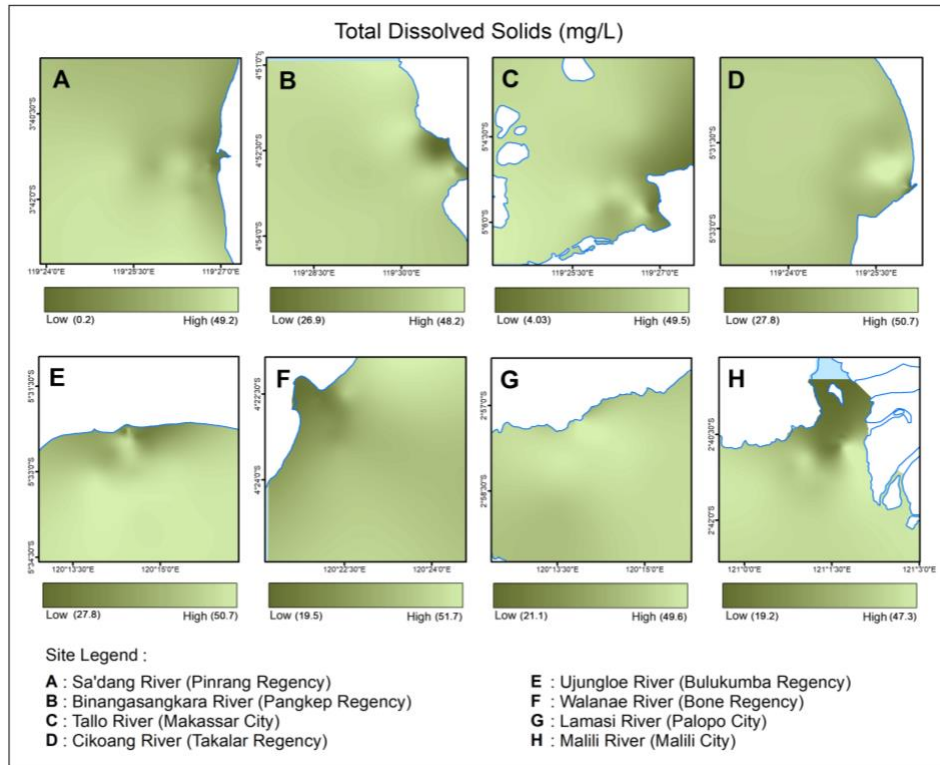 Total Dissolved Solids (mg/L)
A
B
C
D
3°40'0"S
3°42'0"S
4°51'0"S
4°52'30"S
4°54'0"S
5°4'30"S
5°6'0"S
5°31'30"S
5°33'0"S
119°24'0"E 119°25'30"E 119°27'0"E
119°28'30"E 119°30'0"E
119°25'30"E 119°27'0"E
119°24'0"E 119°25'30"E
Low (0.2) High (49.2)
Low (26.9) High (48.2)
Low (4.03) High (49.5)
Low (27.8) High (50.7)
E
F
G
H
5°31'30"S
5°33'0"S
5°34'30"S
4°22'30"S
4°24'0"S
2°57'0"S
2°58'30"S
2°40'30"S
2°42'0"S
120°13'30"E 120°15'0"E
120°22'30"E 120°24'0"E
120°13'30"E 120°15'0"E
121°0'0"E 121°1'30"E 121°3'0"E
Low (27.8) High (50.7)
Low (19.5) High (51.7)
Low (21.1) High (49.6)
Low (19.2) High (47.3)
Site Legend :
A : Sa'dang River (Pinrang Regency)
B : Binangasangkara River (Pangkep Regency)
C : Tallo River (Makassar City)
D : Cikoang River (Takalar Regency)
E : Ujungloe River (Bulukumba Regency)
F : Walanae River (Bone Regency)
G : Lamasi River (Palopo City)
H : Malili River (Malili City)